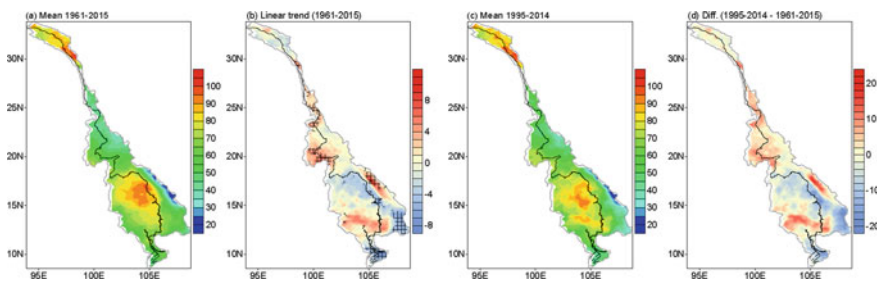 (a) Mean 1961-2015
(b) Linear trend (1961-2015)
(c) Mean 1995-2014
(d) Diff. (1995-2014 - 1961-2015)
30N
25N
20N
15N
10N
95E
100E
105E
100
90
80
70
60
50
40
30
20
30N
25N
20N
15N
10N
95E
100E
105E
8
4
0
-4
-8
30N
25N
20N
15N
10N
95E
100E
105E
100
90
80
70
60
50
40
30
20
30N
25N
20N
15N
10N
95E
100E
105E
20
10
0
-10
-20